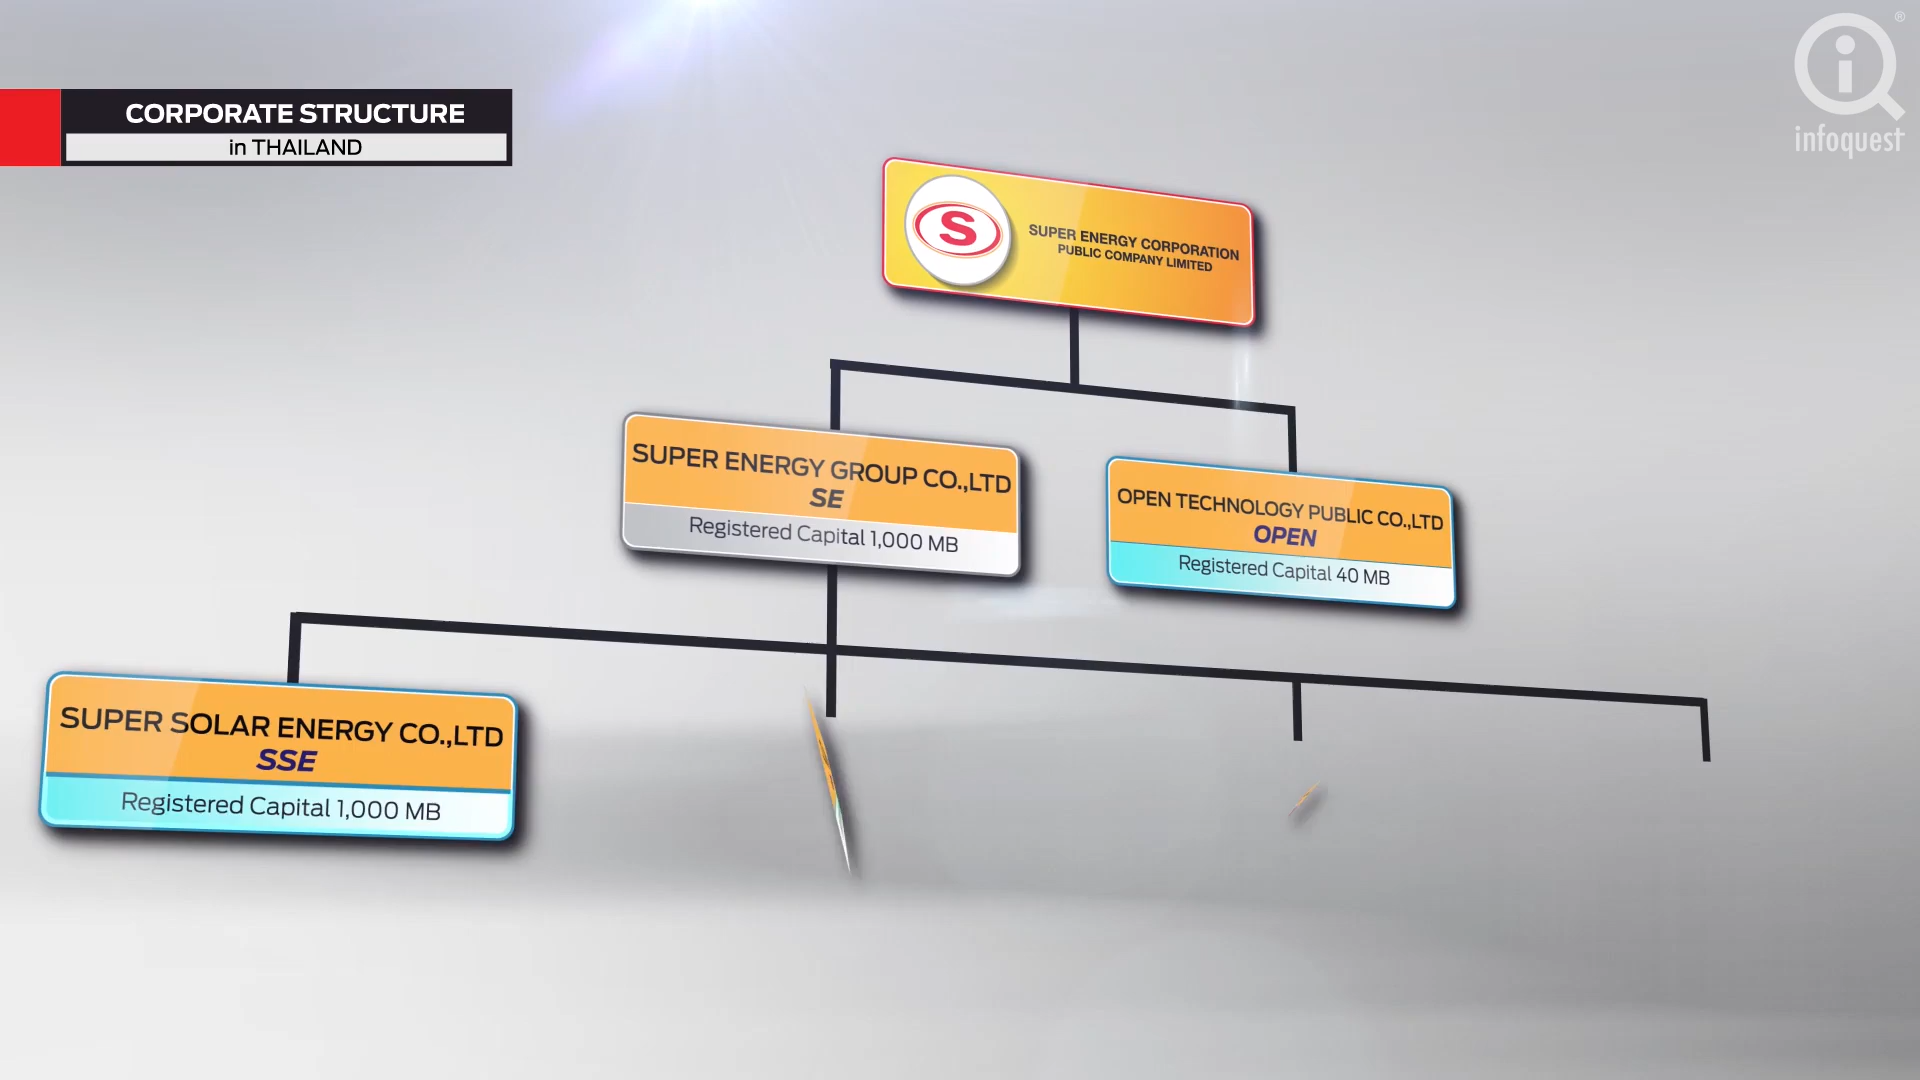 CORPORATE STRUCTURE
in THAILAND
i
®
infoquest
S
SUPER ENERGY CORPORATION
PUBLIC COMPANY LIMITED
SUPER ENERGY GROUP CO.,LTD
SE
Registered Capital 1,000 MB
OPEN TECHNOLOGY PUBLIC CO.,LTD
OPEN
Registered Capital 40 MB
SUPER SOLAR ENERGY CO.,LTD
SSE
Registered Capital 1,000 MB